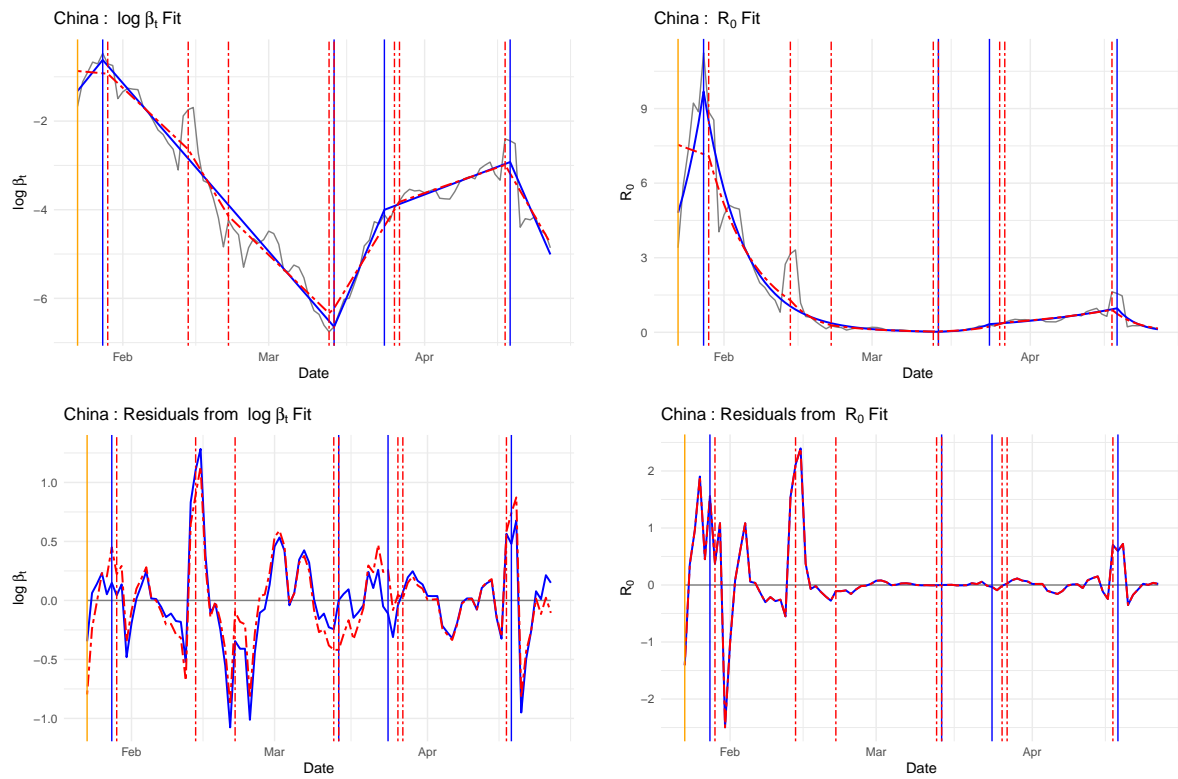 China : log βt Fit
log βt
−2
−4
−6
Feb
Mar
Apr
Date
China : R0 Fit
R0
9
6
3
0
Feb
Mar
Apr
Date
China : Residuals from log βt Fit
log βt
1.0
0.5
0.0
−0.5
−1.0
Feb
Mar
Apr
Date
China : Residuals from R0 Fit
R0
2
1
0
−1
−2
Feb
Mar
Apr
Date